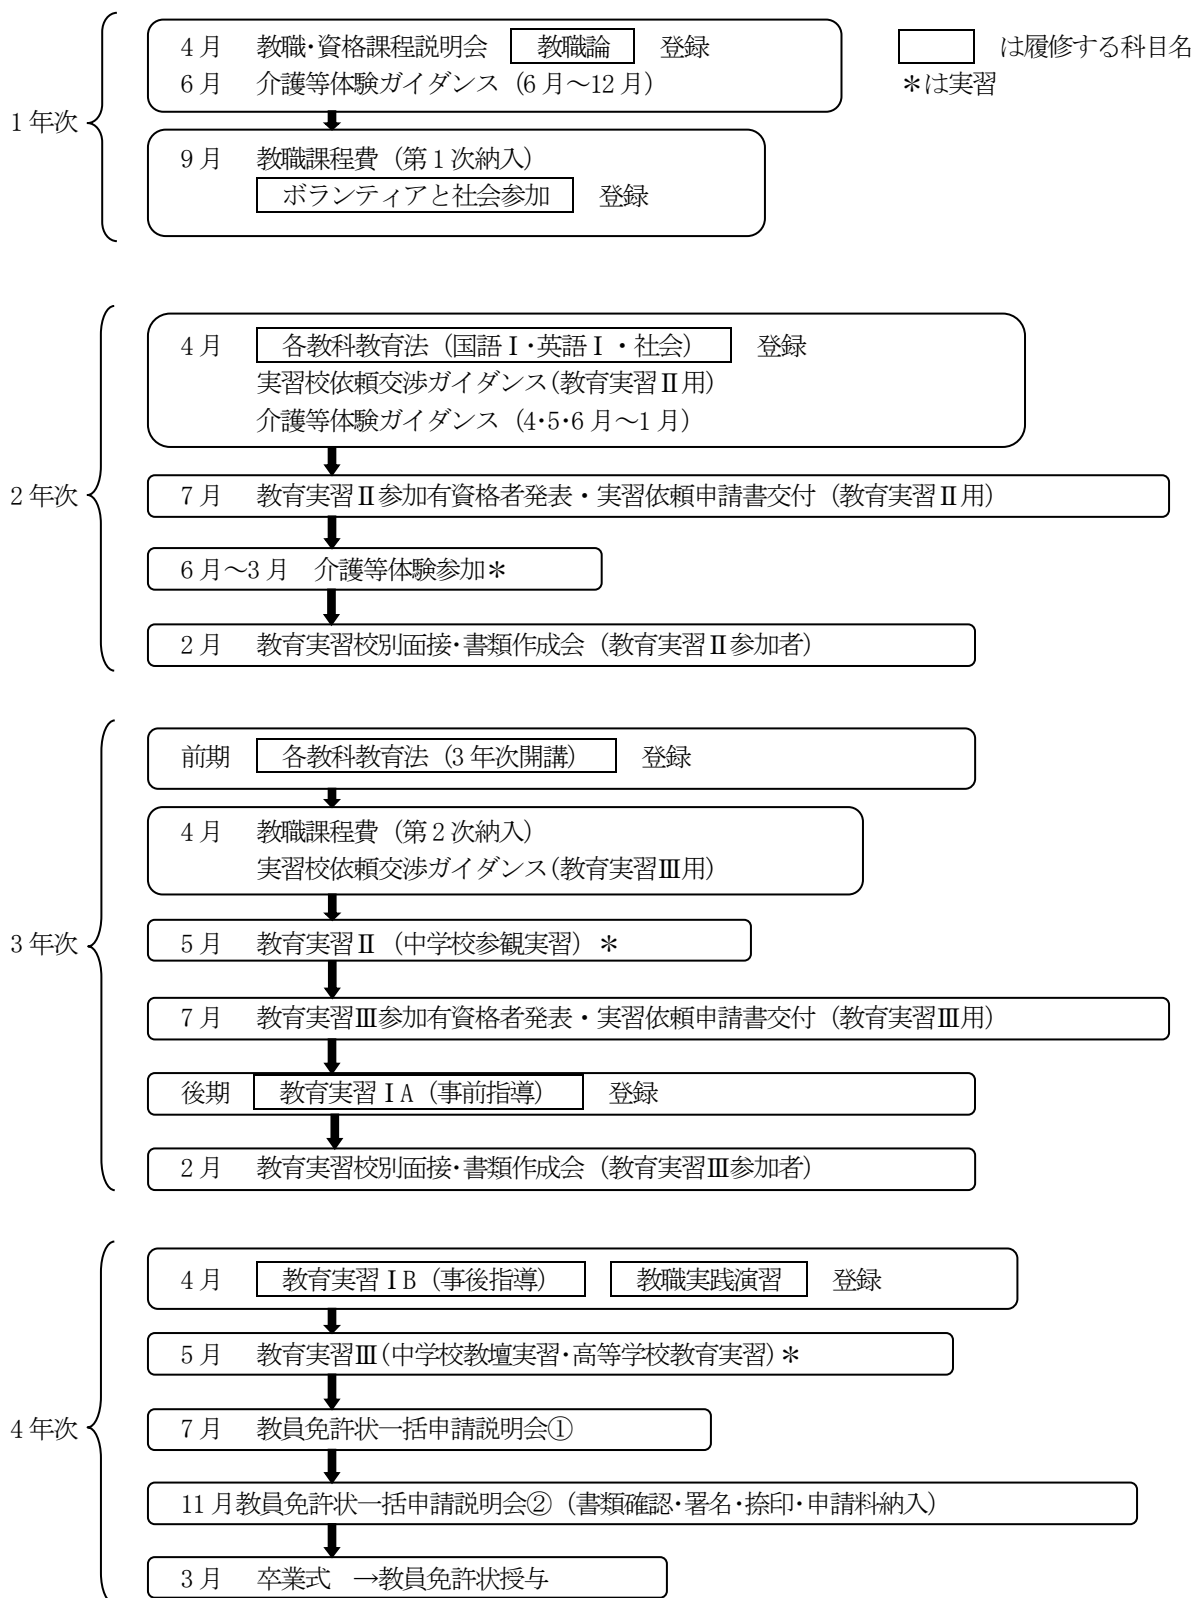 4月 教職・資格課程説明会 教職論 登録
6月 介護等体験ガイダンス（6月～12月）
は履修する科目名
＊は実習
1年次
9月 教職課程費（第1次納入）
ボランティアと社会参加 登録
4月 各教科教育法（国語Ⅰ・英語Ⅰ・社会） 登録
実習校依頼交渉ガイダンス（教育実習Ⅱ用）
介護等体験ガイダンス（4・5・6月～1月）
2年次
7月 教育実習Ⅱ参加有資格者発表・実習依頼申請書交付（教育実習Ⅱ用）
6月～3月 介護等体験参加＊
2月 教育実習校別面接・書類作成会（教育実習Ⅱ参加者）
前期 各教科教育法（3年次開講） 登録
4月 教職課程費（第2次納入）
実習校依頼交渉ガイダンス（教育実習Ⅲ用）
3年次
5月 教育実習Ⅱ（中学校参観実習）＊
7月 教育実習Ⅲ参加有資格者発表・実習依頼申請書交付（教育実習Ⅲ用）
後期 教育実習ⅠA（事前指導） 登録
2月 教育実習校別面接・書類作成会（教育実習Ⅲ参加者）
4月 教育実習ⅠB（事後指導） 教職実践演習 登録
5月 教育実習Ⅲ（中学校教壇実習・高等学校教育実習）＊
4年次
7月 教員免許状一括申請説明会①
11月教員免許状一括申請説明会②（書類確認・署名・捺印・申請料納入）
3月 卒業式 →教員免許状授与